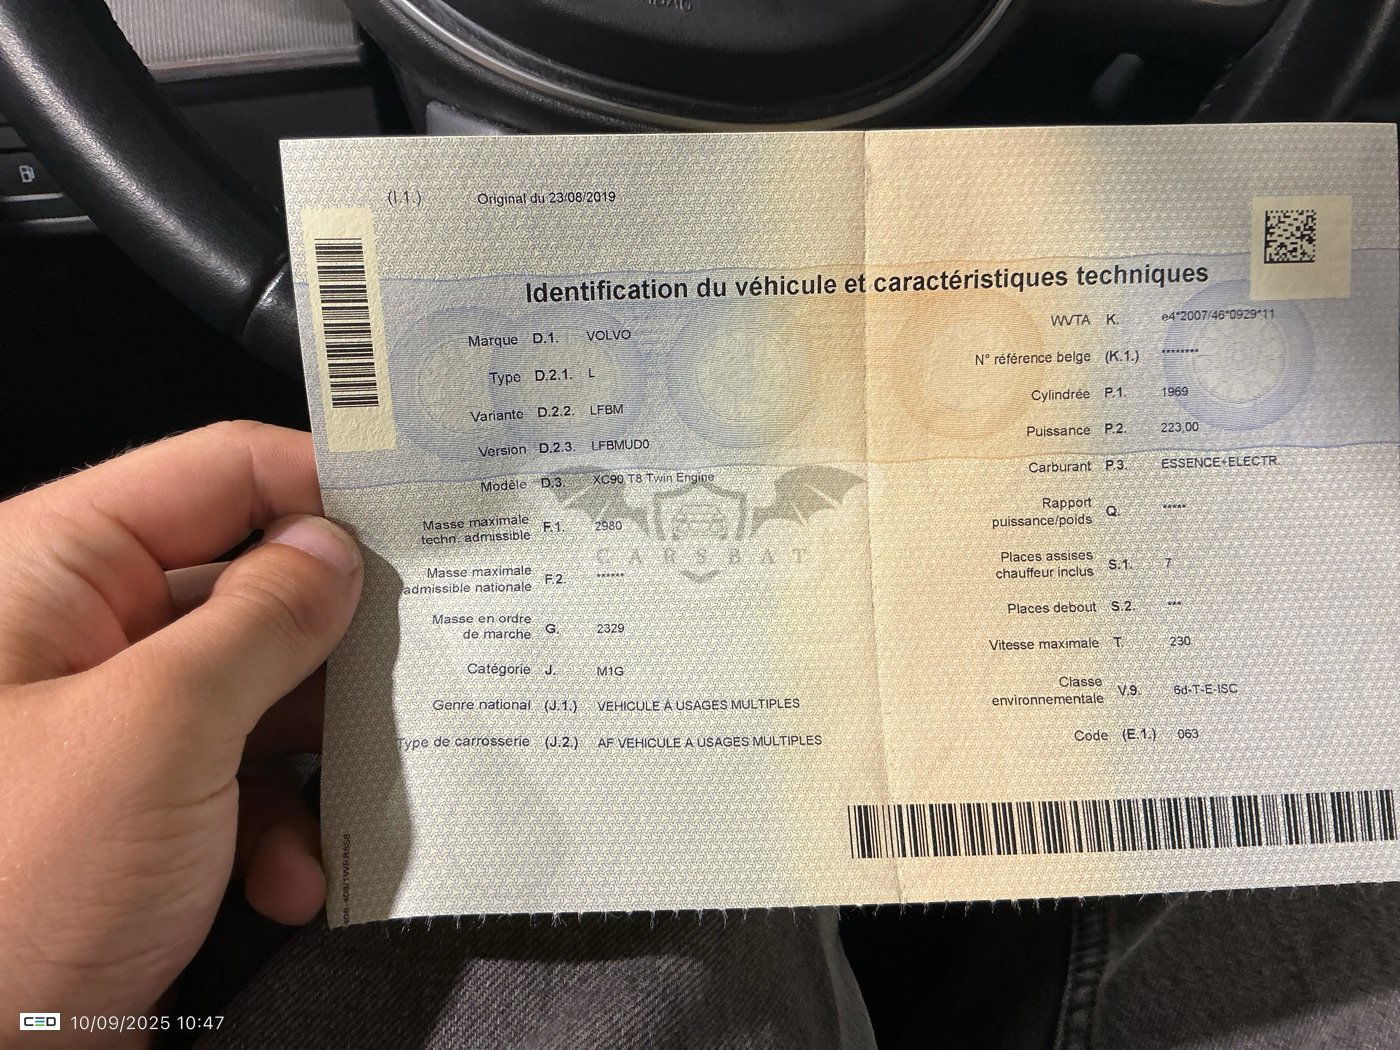 (I.1.) Original du 23/08/2019
Identification du véhicule et caractéristiques techniques
Marque D.1. VOLVO
Type D.2.1. L
Variante D.2.2. LFBM
Version D.2.3. LFBMUD0
Modèle D.3. XC90 T8 Twin Engine
Masse maximale
techn. admissible F.1. 2980
Masse maximale
admissible nationale F.2. ******
Masse en ordre
de marche G. 2329
Catégorie J. M1G
Genre national (J.1.) VEHICULE À USAGES MULTIPLES
Type de carrosserie (J.2.) AF VEHICULE A USAGES MULTIPLES
WVTA K. e4*2007/46*0929*11
N° référence belge (K.1.) ********
Cylindrée P.1. 1969
Puissance P.2. 223,00
Carburant P.3. ESSENCE+ELECTR.
Rapport
puissance/poids Q. *****
Places assises
chauffeur inclus S.1. 7
Places debout S.2. ***
Vitesse maximale T. 230
Classe
environnementale V.9. 6d-T-E-ISC
Code (E.1.) 063
CARSBAT
CED 10/09/2025 10:47